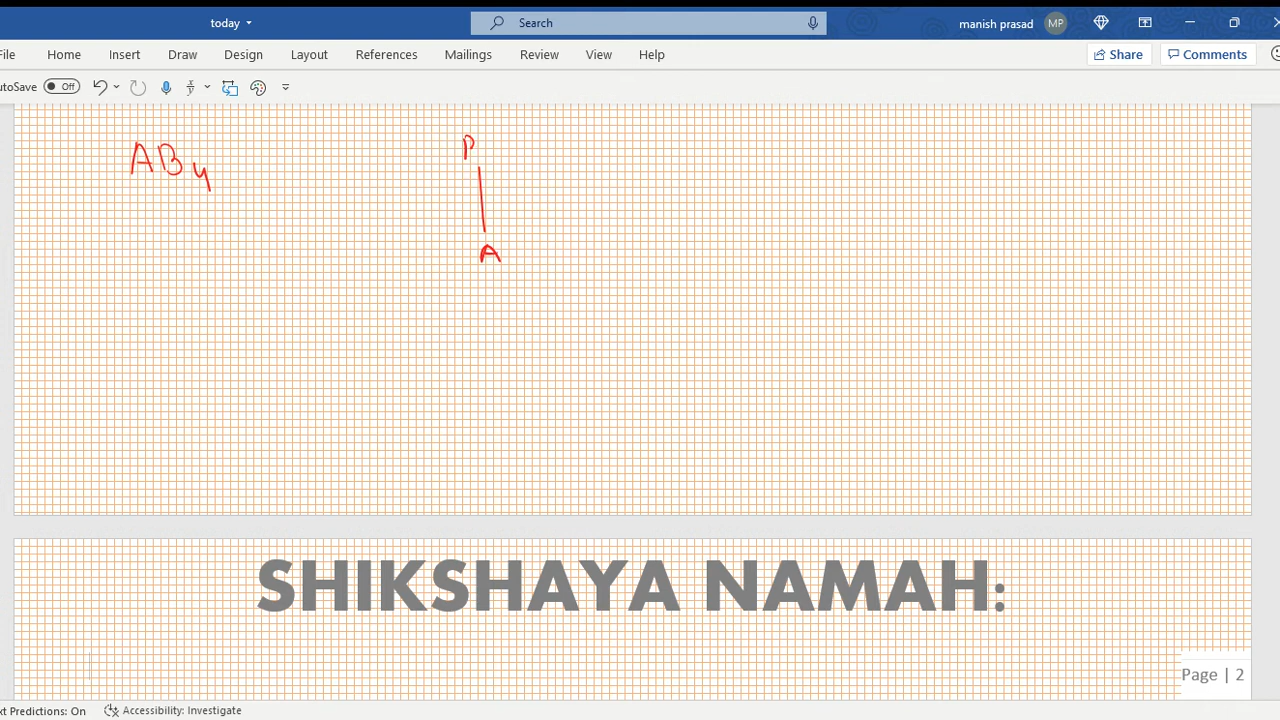 today
Search
manish prasad MP
File Home Insert Draw Design Layout References Mailings Review View Help
Share Comments
AutoSave Off
x/y
AB4
P
A
SHIKSHAYA NAMAH:
Page | 2
Text Predictions: On Accessibility: Investigate